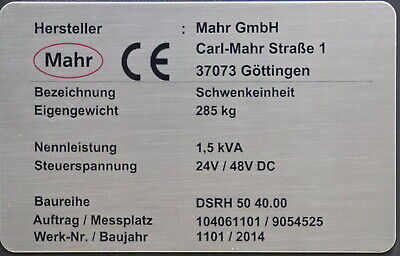 Hersteller : Mahr GmbH
Mahr CE Carl-Mahr Straße 1
37073 Göttingen
Bezeichnung Schwenkeinheit
Eigengewicht 285 kg
Nennleistung 1,5 kVA
Steuerspannung 24V / 48V DC
Baureihe DSRH 50 40.00
Auftrag / Messplatz 104061101 / 9054525
Werk-Nr. / Baujahr 1101 / 2014